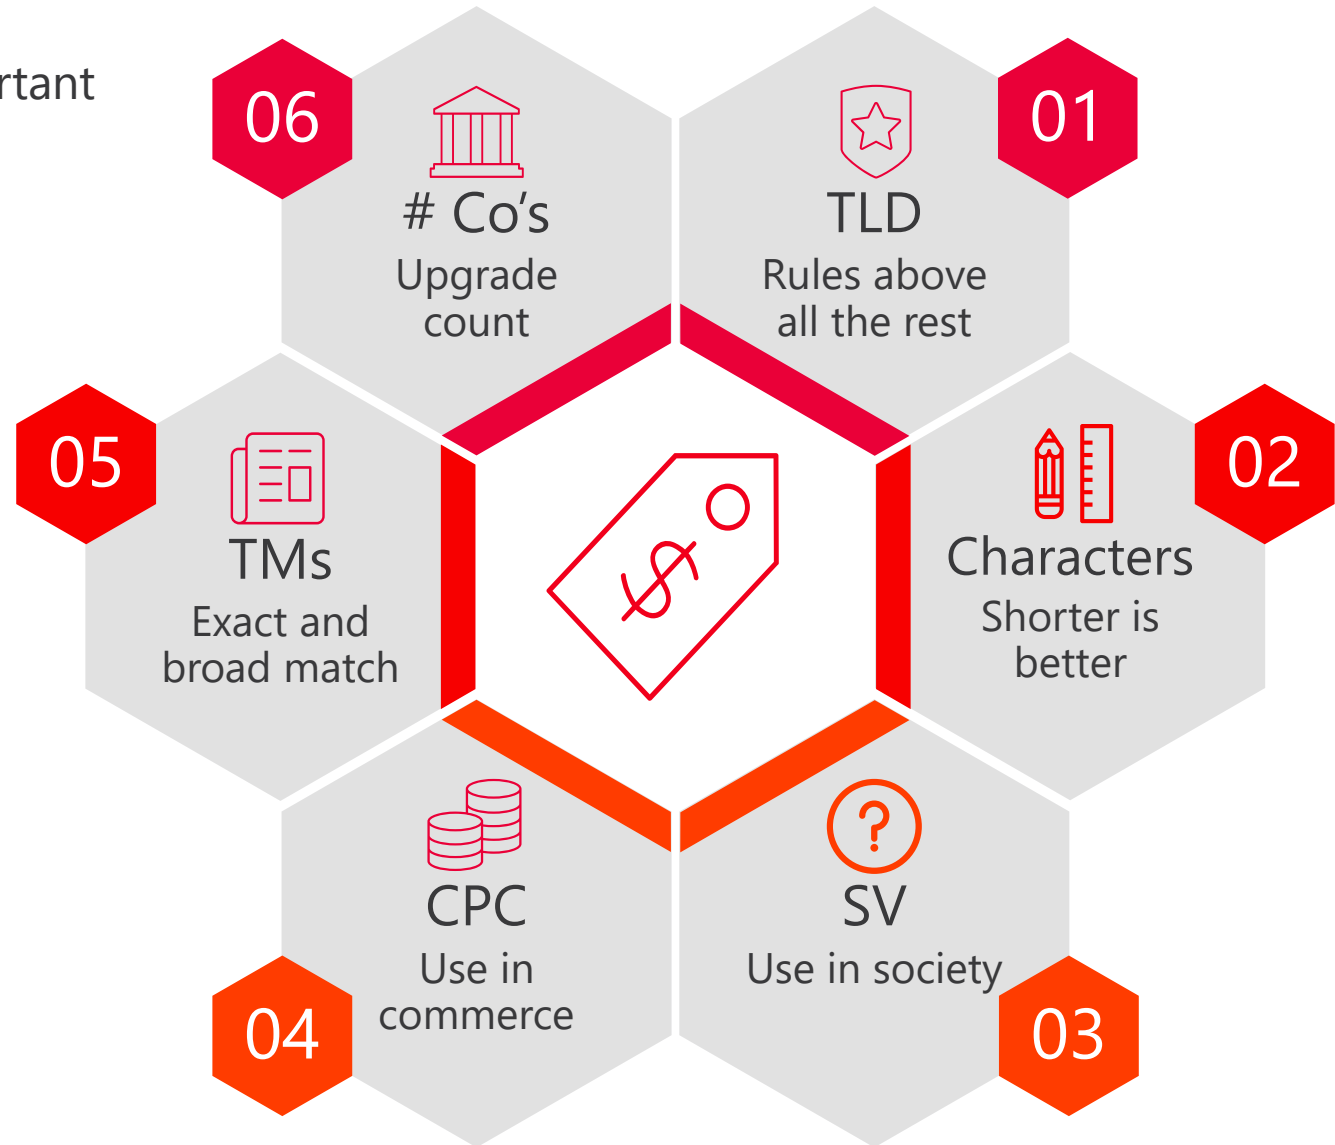 01
TLD
Rules above
all the rest
02
Characters
Shorter is
better
03
SV
Use in society
04
CPC
Use in
commerce
05
TMs
Exact and
broad match
06
# Co's
Upgrade
count